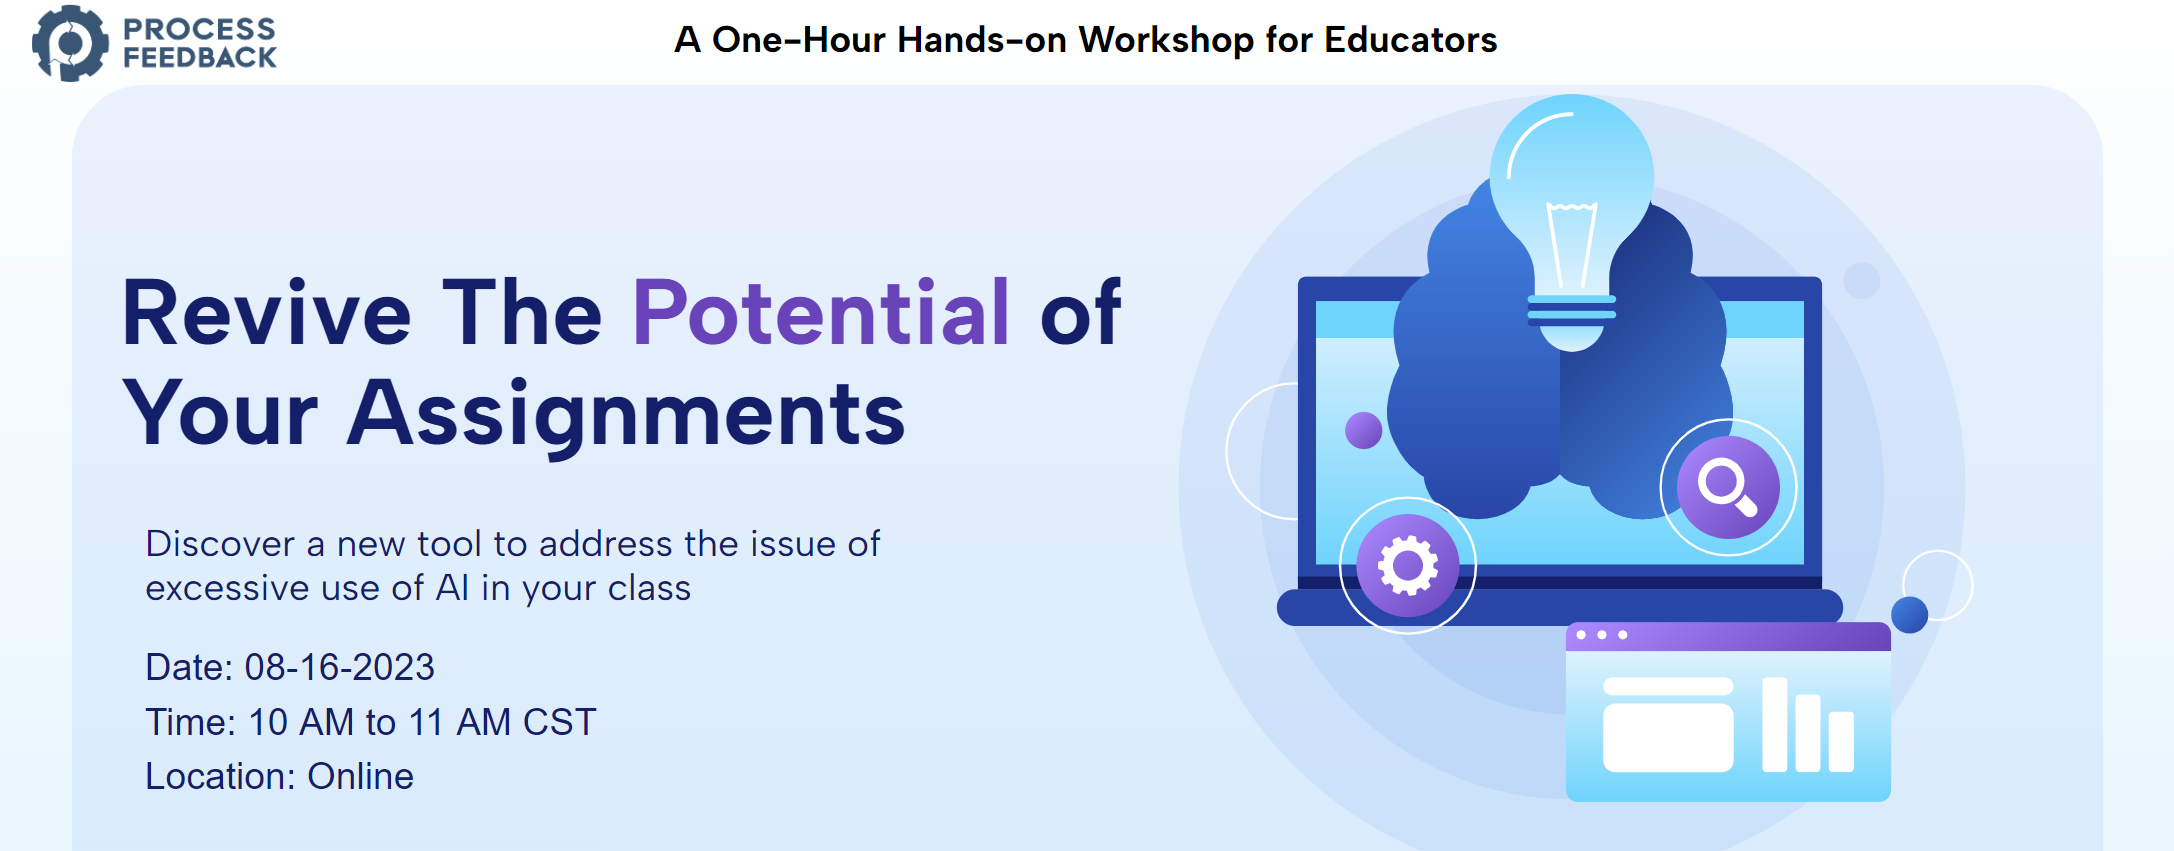 PROCESS
FEEDBACK
A One-Hour Hands-on Workshop for Educators
Revive The Potential of
Your Assignments
Discover a new tool to address the issue of
excessive use of AI in your class
Date: 08-16-2023
Time: 10 AM to 11 AM CST
Location: Online